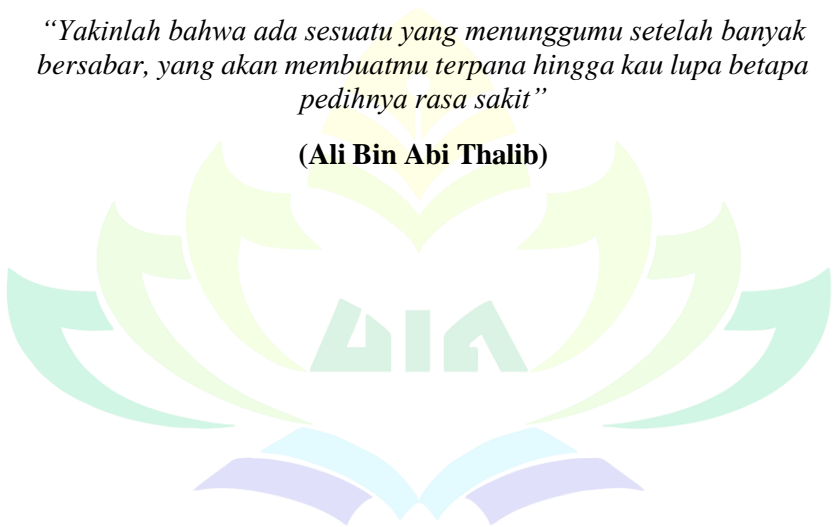 “Yakinlah bahwa ada sesuatu yang menunggumu setelah banyak
bersabar, yang akan membuatmu terpana hingga kau lupa betapa
pedihnya rasa sakit”
(Ali Bin Abi Thalib)
UIN